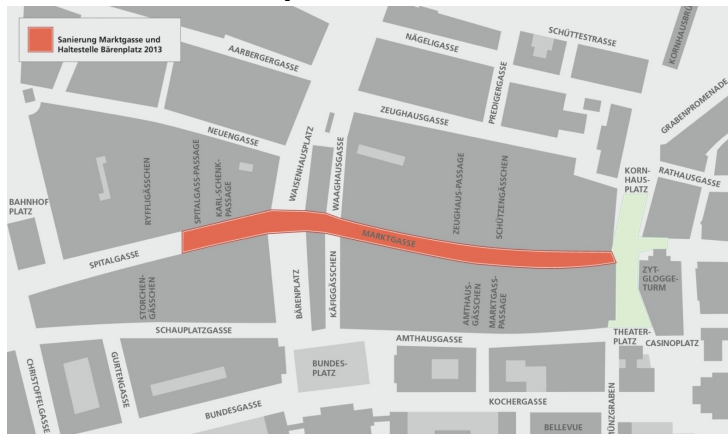 Sanierung Marktgasse und
Haltestelle Bärenplatz 2013
AARBERGERGASSE
NÄGELIGASSE
SCHÜTTESTRASSE
KORNHAUSBRÜ
PREDIGERGASSE
GRABENPROMENADE
ZEUGHAUSGASSE
NEUENGASSE
WAISENHAUSPLATZ
WAAGHAUSGASSE
RYFFLIGÄSSCHEN
SPITALGASS-PASSAGE
KARL-SCHENK-
PASSAGE
ZEUGHAUS-PASSAGE
SCHÜTZENGÄSSCHEN
KORN-
HAUS-
PLATZ
RATHAUSGASSE
BAHNHOF
PLATZ
MARKTGASSE
SPITALGASSE
STORCHEN-
GÄSSCHEN
BÄRENPLATZ
KÄFIGGÄSSCHEN
AMTHAUS-
GÄSSCHEN
MARKTGASS-
PASSAGE
ZYT-
GLOGGE-
TURM
SCHAUPLATZGASSE
AMTHAUSGASSE
THEATER-
PLATZ
CASINOPLATZ
CHRISTOFFELGASSE
GURTENGASSE
BUNDES-
PLATZ
BUNDESGASSE
KOCHERGASSE
BELLEVUE
ÜNZGRABEN